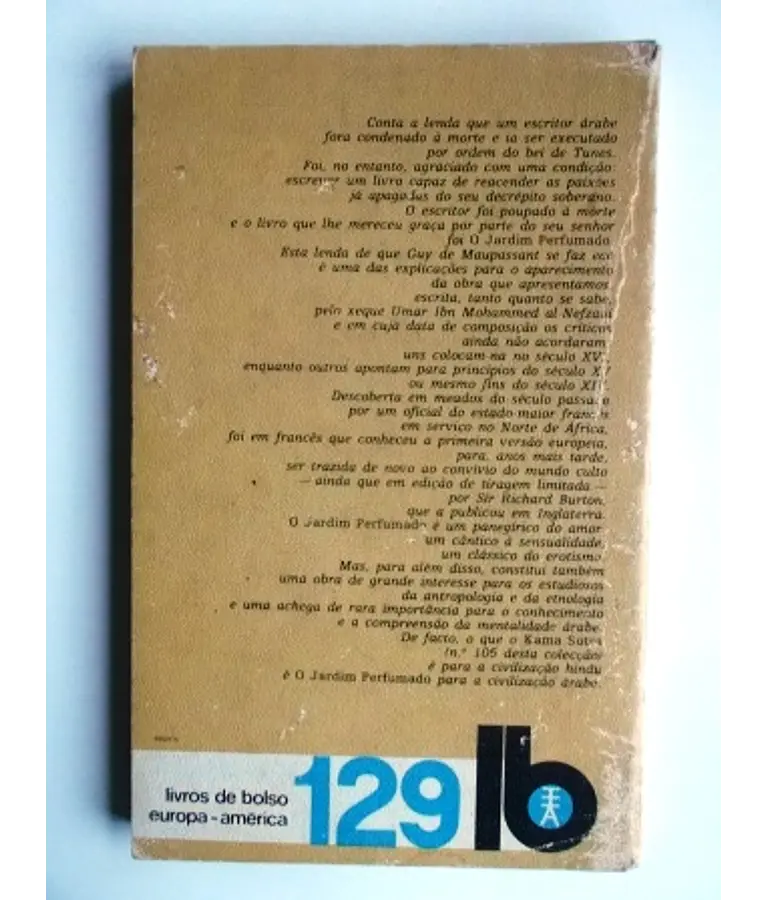 Conta a lenda que um escritor árabe
fora condenado à morte e ia ser executado
por ordem do bei de Tunes.
Foi, no entanto, agraciado com uma condição:
escrever um livro capaz de reacender as paixões
já apagadas do seu decrépito soberano.
O escritor foi poupado à morte
e o livro que lhe mereceu graça por parte do seu senhor
foi O Jardim Perfumado.
Esta lenda de que Guy de Maupassant se faz eco
é uma das explicações para o aparecimento
da obra que apresentamos,
escrita, tanto quanto se sabe,
pelo xeque Umar Ibn Mohammed al-Nefzaui
e em cuja data de composição os críticos
ainda não acordaram:
uns colocam-na no século XVI,
enquanto outros apontam para princípios do século XV
ou mesmo fins do século XIV.
Descoberta em meados do século passado
por um oficial do estado-maior francês
em serviço no Norte de África,
foi em francês que conheceu a primeira versão europeia,
para, anos mais tarde,
ser trazida de novo ao convívio do mundo culto
— ainda que em edição de tiragem limitada —
por Sir Richard Burton,
que a publicou em Inglaterra.
O Jardim Perfumado é um panegírico do amor,
um cântico à sensualidade,
um clássico do erotismo.
Mas, para além disso, constitui também
uma obra de grande interesse para os estudiosos
da antropologia e da etnologia
e uma achega de rara importância para o conhecimento
e a compreensão da mentalidade árabe.
De facto, o que o Kama Sutra
(n.º 105 desta colecção)
é para a civilização hindu
é O Jardim Perfumado para a civilização árabe.
livros de bolso
europa-américa
129
lb
EA